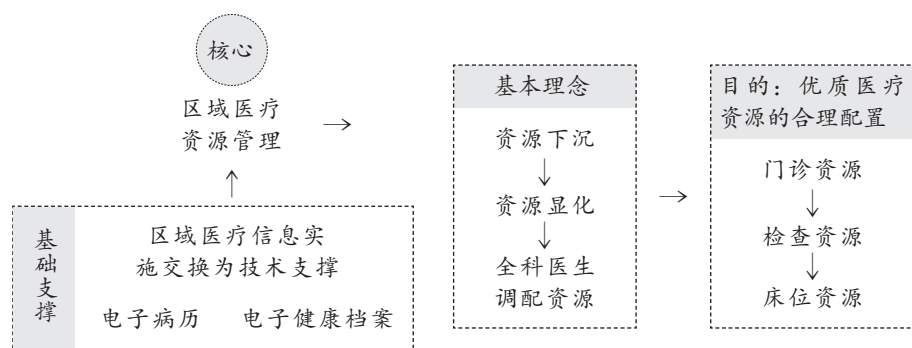 核心
区域医疗
资源管理
基础支撑
区域医疗信息实
施交换为技术支撑
电子病历 电子健康档案
基本理念
资源下沉
资源显化
全科医生
调配资源
目的：优质医疗
资源的合理配置
门诊资源
检查资源
床位资源